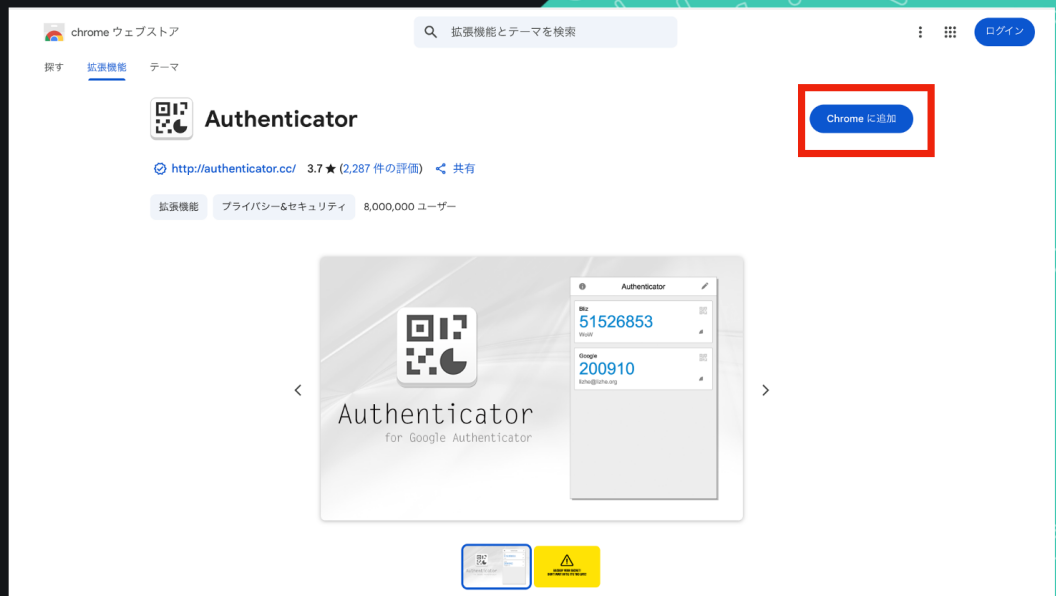 chrome ウェブストア
拡張機能とテーマを検索
ログイン
探す 拡張機能 テーマ
Authenticator
Chrome に追加
http://authenticator.cc/ 3.7 ★ (2,287 件の評価) 共有
拡張機能 プライバシー&セキュリティ 8,000,000 ユーザー
Authenticator
for Google Authenticator
Authenticator
Bliz
51526853
Google
200910
lizhe@lizhe.org